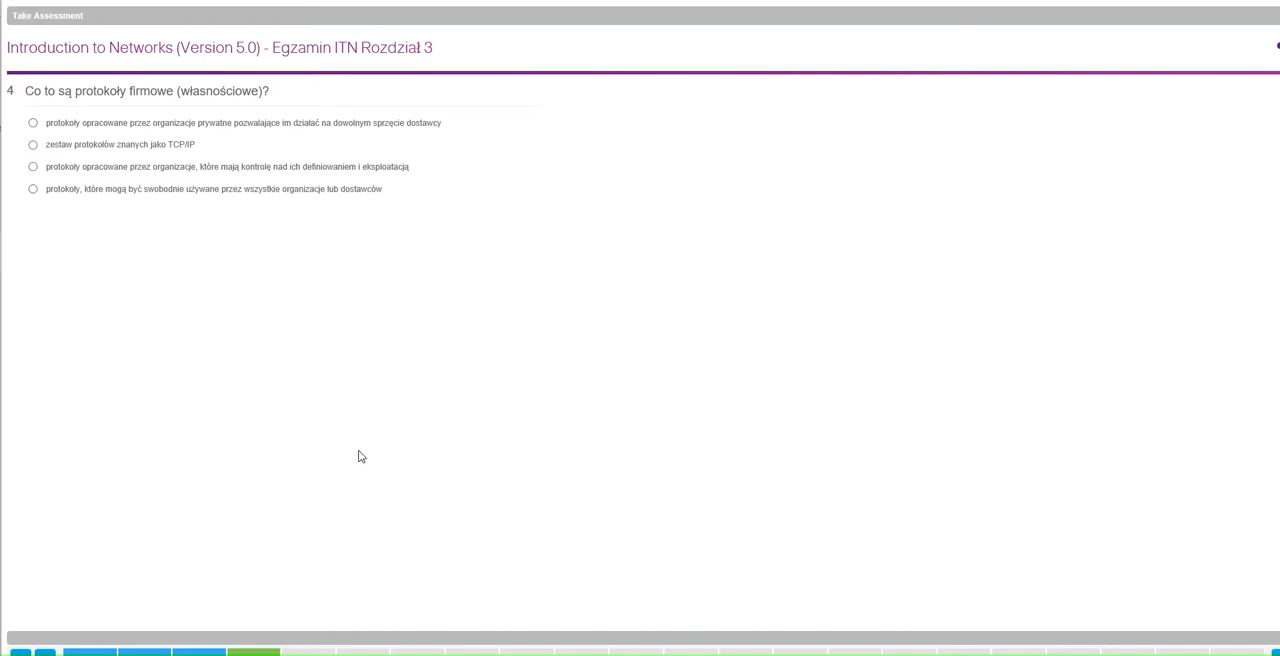 Take Assessment
Introduction to Networks (Version 5.0) - Egzamin ITN Rozdział 3
4 Co to są protokoły firmowe (własnościowe)?
protokoły opracowane przez organizacje prywatne pozwalające im działać na dowolnym sprzęcie dostawcy
zestaw protokołów znanych jako TCP/IP
protokoły opracowane przez organizacje, które mają kontrolę nad ich definiowaniem i eksploatacją
protokoły, które mogą być swobodnie używane przez wszystkie organizacje lub dostawców